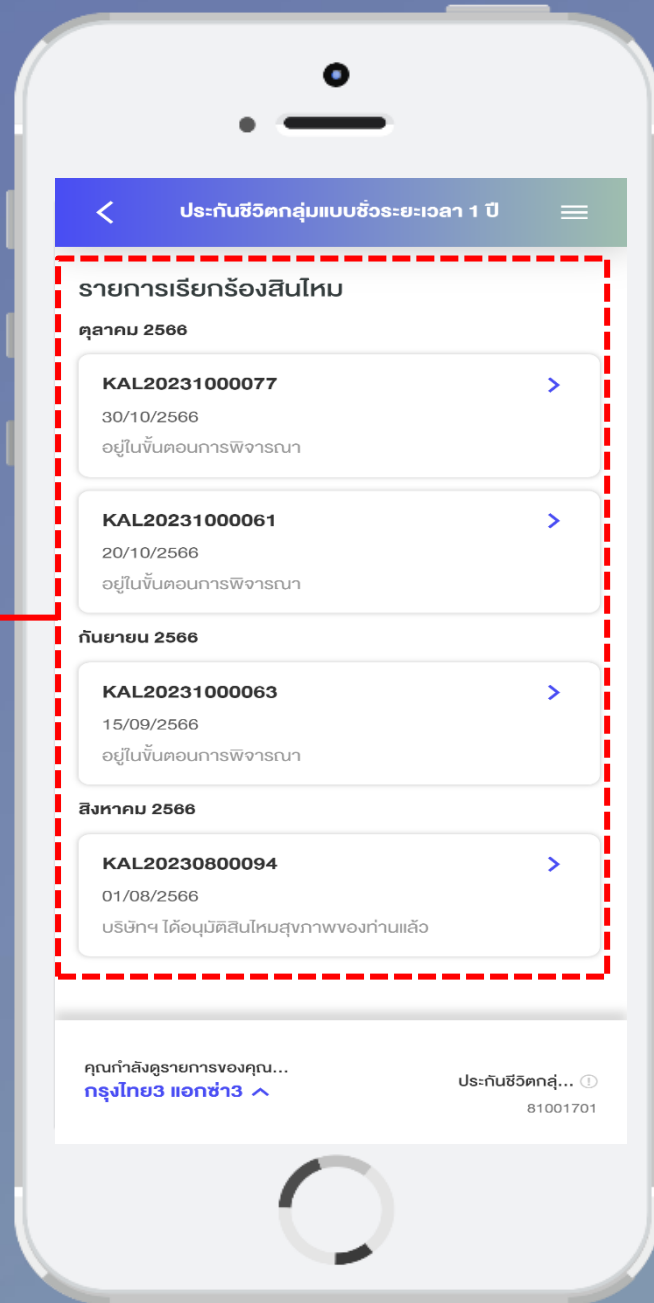 ประกันชีวิตกลุ่มแบบชั่วระยะเวลา 1 ปี
รายการเรียกร้องสินไหม
ตุลาคม 2566
KAL20231000077
30/10/2566
อยู่ในขั้นตอนการพิจารณา
KAL20231000061
20/10/2566
อยู่ในขั้นตอนการพิจารณา
กันยายน 2566
KAL20231000063
15/09/2566
อยู่ในขั้นตอนการพิจารณา
สิงหาคม 2566
KAL20230800094
01/08/2566
บริษัทฯ ได้อนุมัติสินไหมสุขภาพของท่านแล้ว
คุณกำลังดูรายการของคุณ...
กรุงไทย3 แอกซ่า3
ประกันชีวิตกลุ่...
81001701